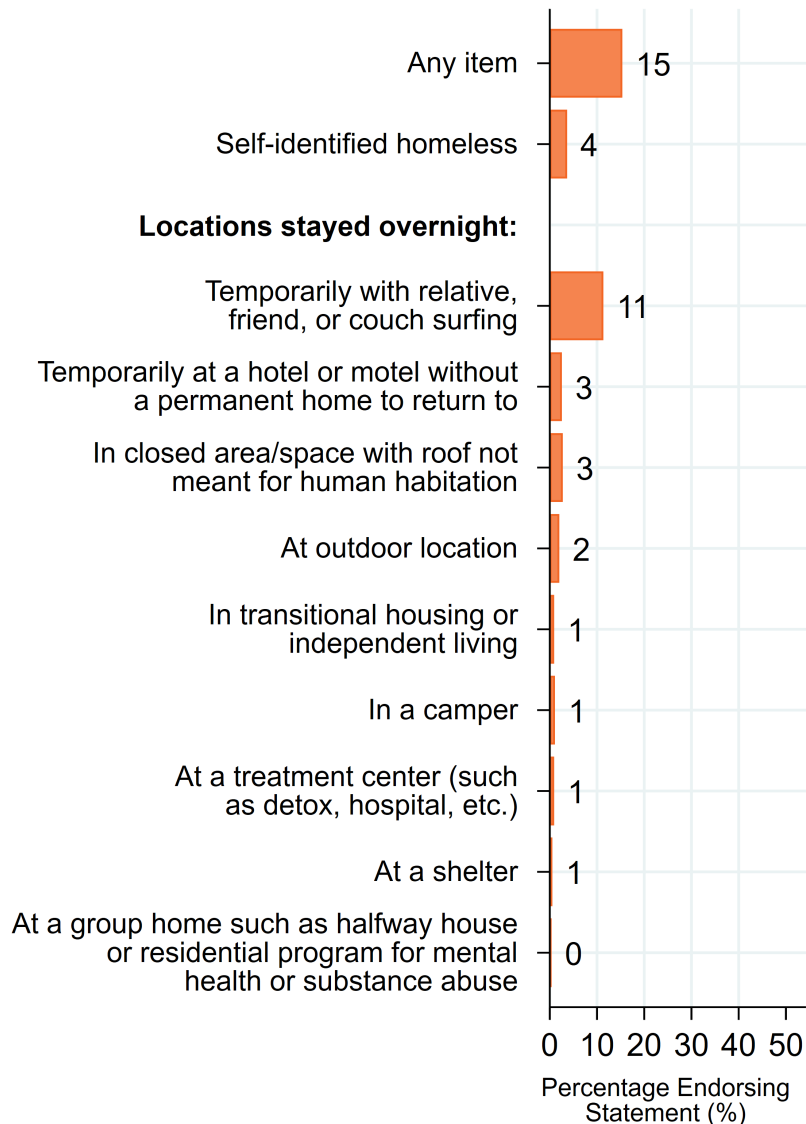 Any item
15
Self-identified homeless
4
Locations stayed overnight:
Temporarily with relative,
friend, or couch surfing
11
Temporarily at a hotel or motel without
a permanent home to return to
3
In closed area/space with roof not
meant for human habitation
3
At outdoor location
2
In transitional housing or
independent living
1
In a camper
1
At a treatment center (such
as detox, hospital, etc.)
1
At a shelter
1
At a group home such as halfway house
or residential program for mental
health or substance abuse
0
0 10 20 30 40 50
Percentage Endorsing
Statement (%)